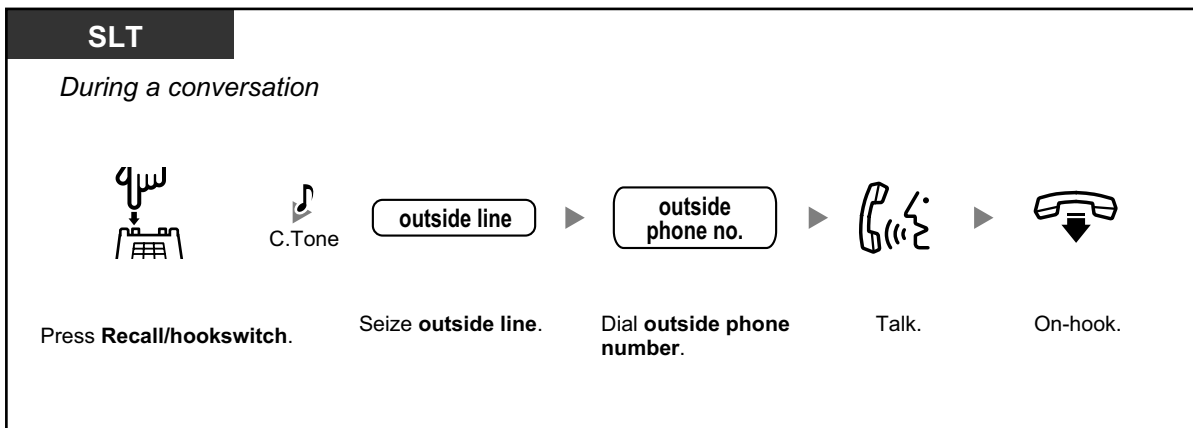 SLT
During a conversation
C.Tone
outside line
outside
phone no.
Press Recall/hookswitch.
Seize outside line.
Dial outside phone
number.
Talk.
On-hook.